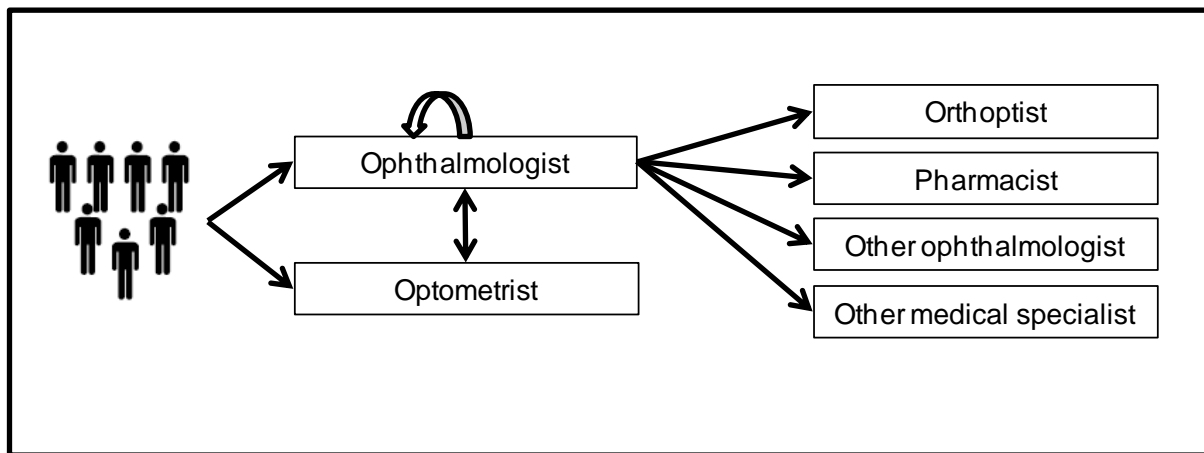 Ophthalmologist
Optometrist
Orthoptist
Pharmacist
Other ophthalmologist
Other medical specialist